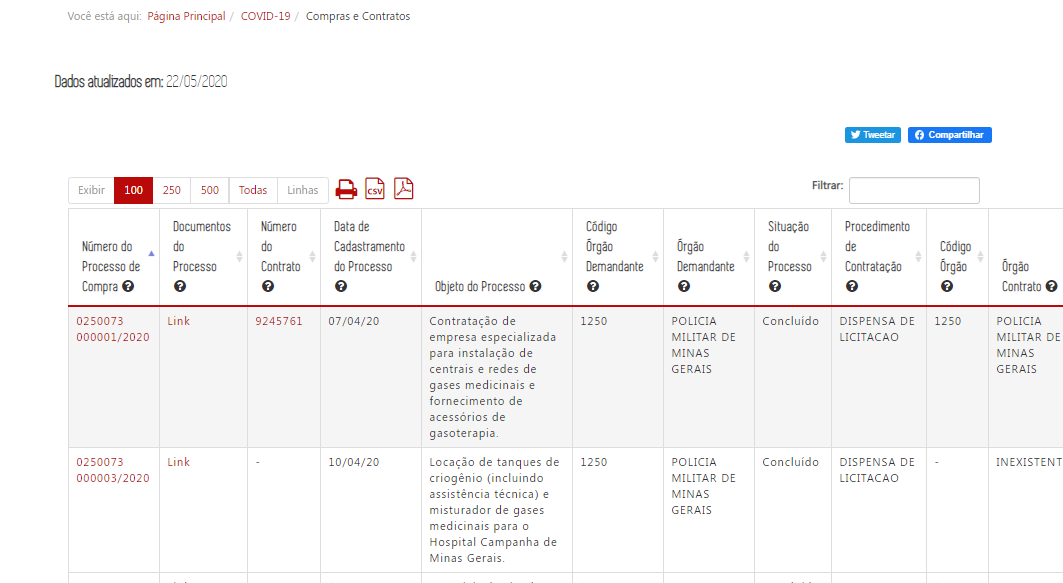 Você está aqui: Página Principal / COVID-19 / Compras e Contratos
Dados atualizados em: 22/05/2020
Tweetar Compartilhar
Exibir 100 250 500 Todas Linhas CSV Filtrar:
Número do
Processo de
Compra ?
Documentos
do
Processo
?
Número
do
Contrato
?
Data de
Cadastramento
do Processo
?
Objeto do Processo ?
Código
Órgão
Demandante
?
Órgão
Demandante
?
Situação
do
Processo
?
Procedimento
de
Contratação
?
Código
Órgão
?
Órgão
Contrato ?
0250073
000001/2020
Link
9245761
07/04/20
Contratação de
empresa especializada
para instalação de
centrais e redes de
gases medicinais e
fornecimento de
acessórios de
gasoterapia.
1250
POLICIA
MILITAR DE
MINAS
GERAIS
Concluído
DISPENSA DE
LICITACAO
1250
POLICIA
MILITAR DE
MINAS
GERAIS
0250073
000003/2020
Link
-
10/04/20
Locação de tanques de
criogênio (incluindo
assistência técnica) e
misturador de gases
medicinais para o
Hospital Campanha de
Minas Gerais.
1250
POLICIA
MILITAR DE
MINAS
GERAIS
Concluído
DISPENSA DE
LICITACAO
-
INEXISTENT